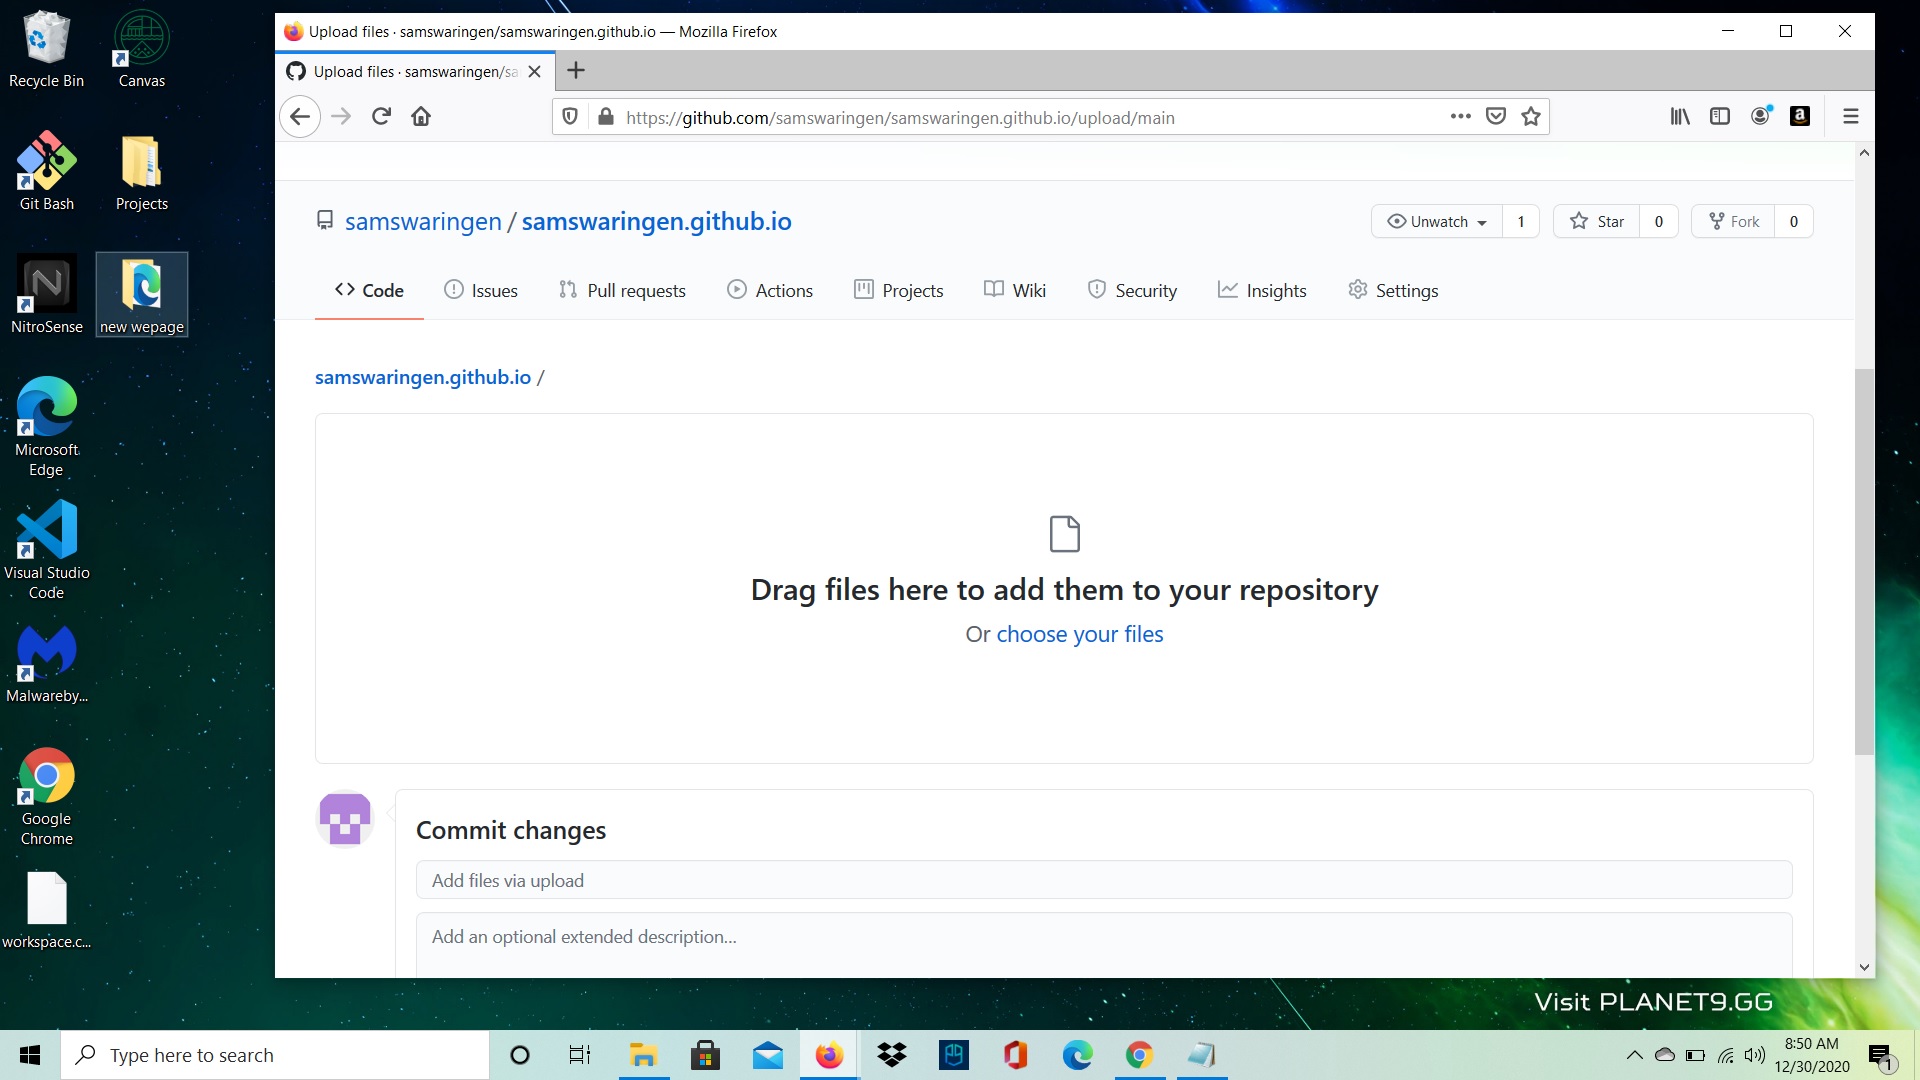 Recycle Bin
Canvas
Git Bash
Projects
NitroSense
new wepage
Microsoft
Edge
Visual Studio
Code
Malwareby...
Google
Chrome
workspace.c...
Upload files · samswaringen/samswaringen.github.io — Mozilla Firefox
Upload files · samswaringen/sa
https://github.com/samswaringen/samswaringen.github.io/upload/main
samswaringen / samswaringen.github.io
Unwatch 1
Star 0
Fork 0
Code
Issues
Pull requests
Actions
Projects
Wiki
Security
Insights
Settings
samswaringen.github.io /
Drag files here to add them to your repository
Or choose your files
Commit changes
Add files via upload
Add an optional extended description...
Visit PLANET9.GG
Type here to search
8:50 AM
12/30/2020
1